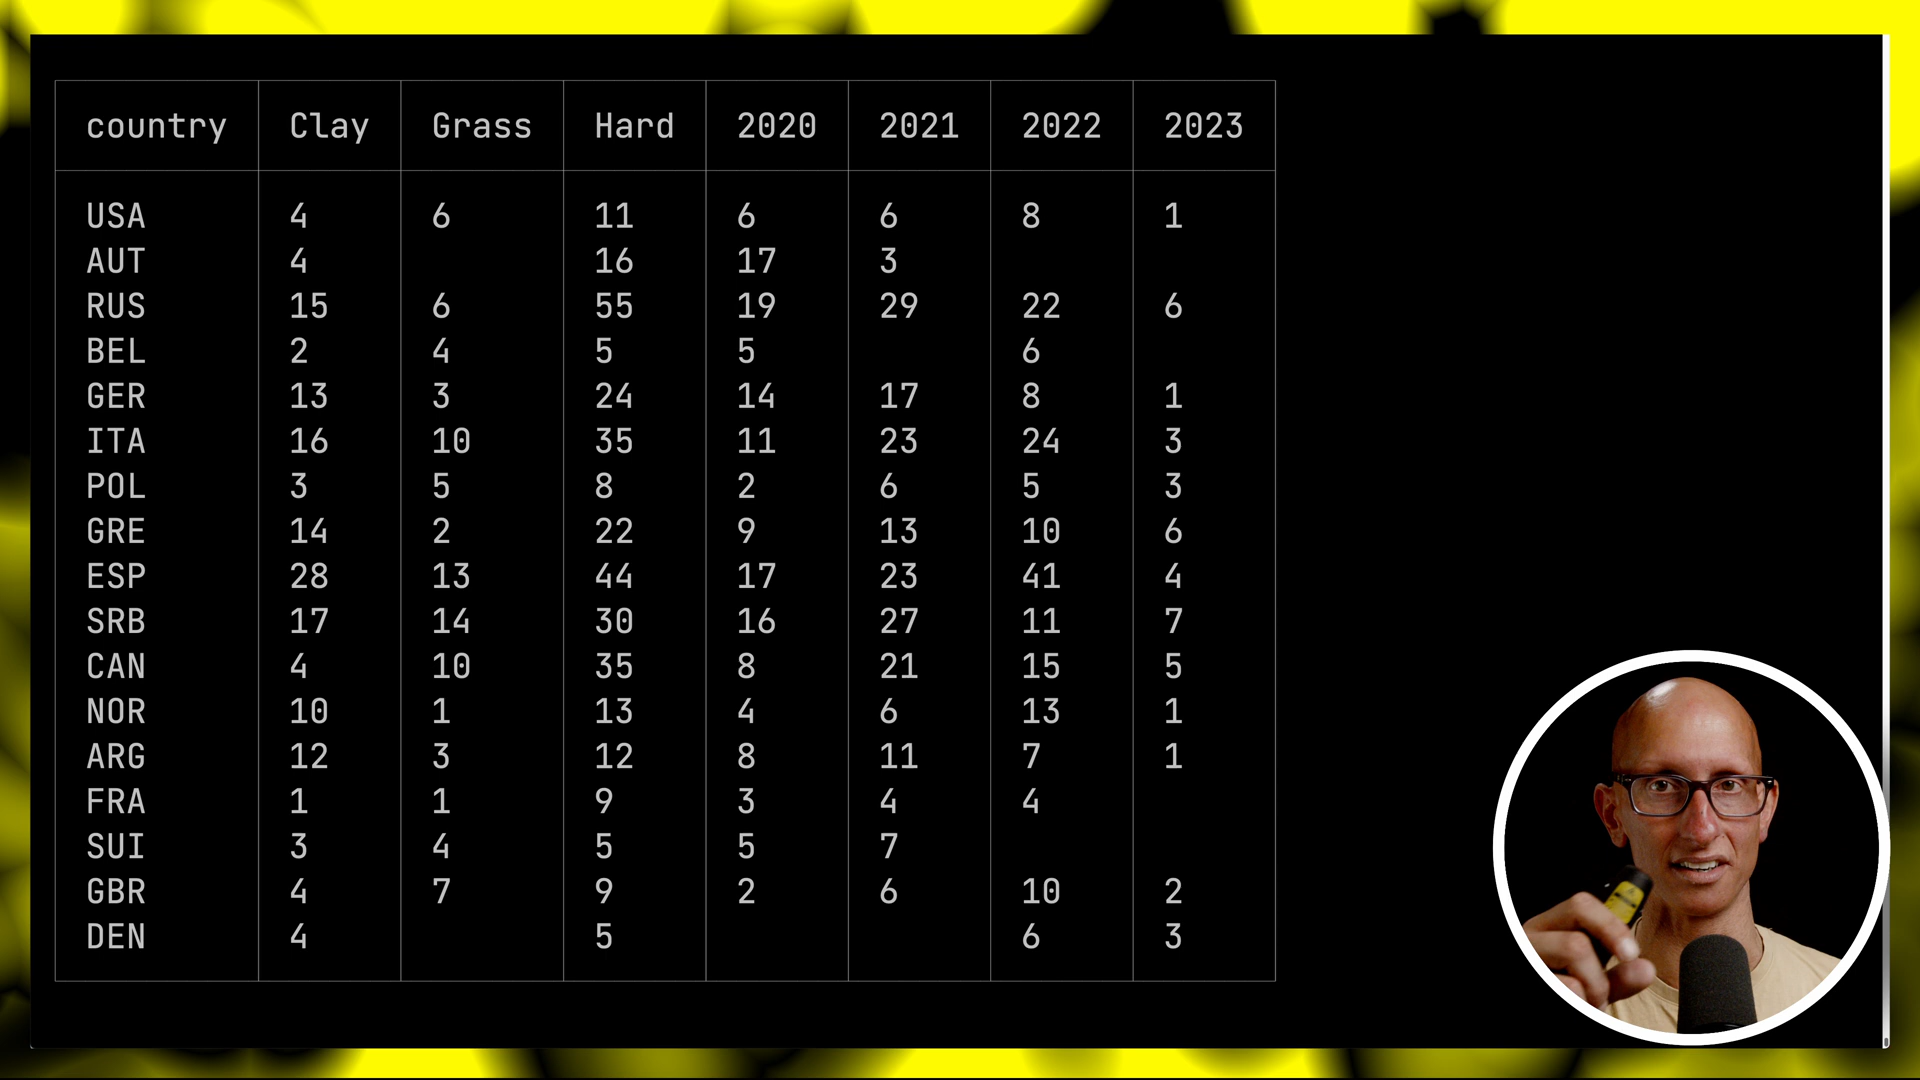 country Clay Grass Hard 2020 2021 2022 2023
USA 4 6 11 6 6 8 1
AUT 4 16 17 3
RUS 15 6 55 19 29 22 6
BEL 2 4 5 5 6
GER 13 3 24 14 17 8 1
ITA 16 10 35 11 23 24 3
POL 3 5 8 2 6 5 3
GRE 14 2 22 9 13 10 6
ESP 28 13 44 17 23 41 4
SRB 17 14 30 16 27 11 7
CAN 4 10 35 8 21 15 5
NOR 10 1 13 4 6 13 1
ARG 12 3 12 8 11 7 1
FRA 1 1 9 3 4 4
SUI 3 4 5 5 7
GBR 4 7 9 2 6 10 2
DEN 4 5 6 3